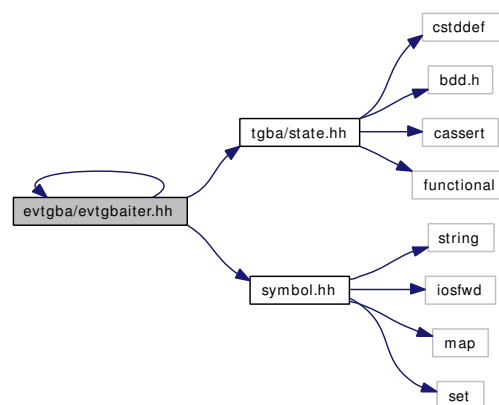 cstddef
bdd.h
tgba/state.hh
cassert
functional
evtgba/evtgbaiter.hh
string
symbol.hh
iosfwd
map
set